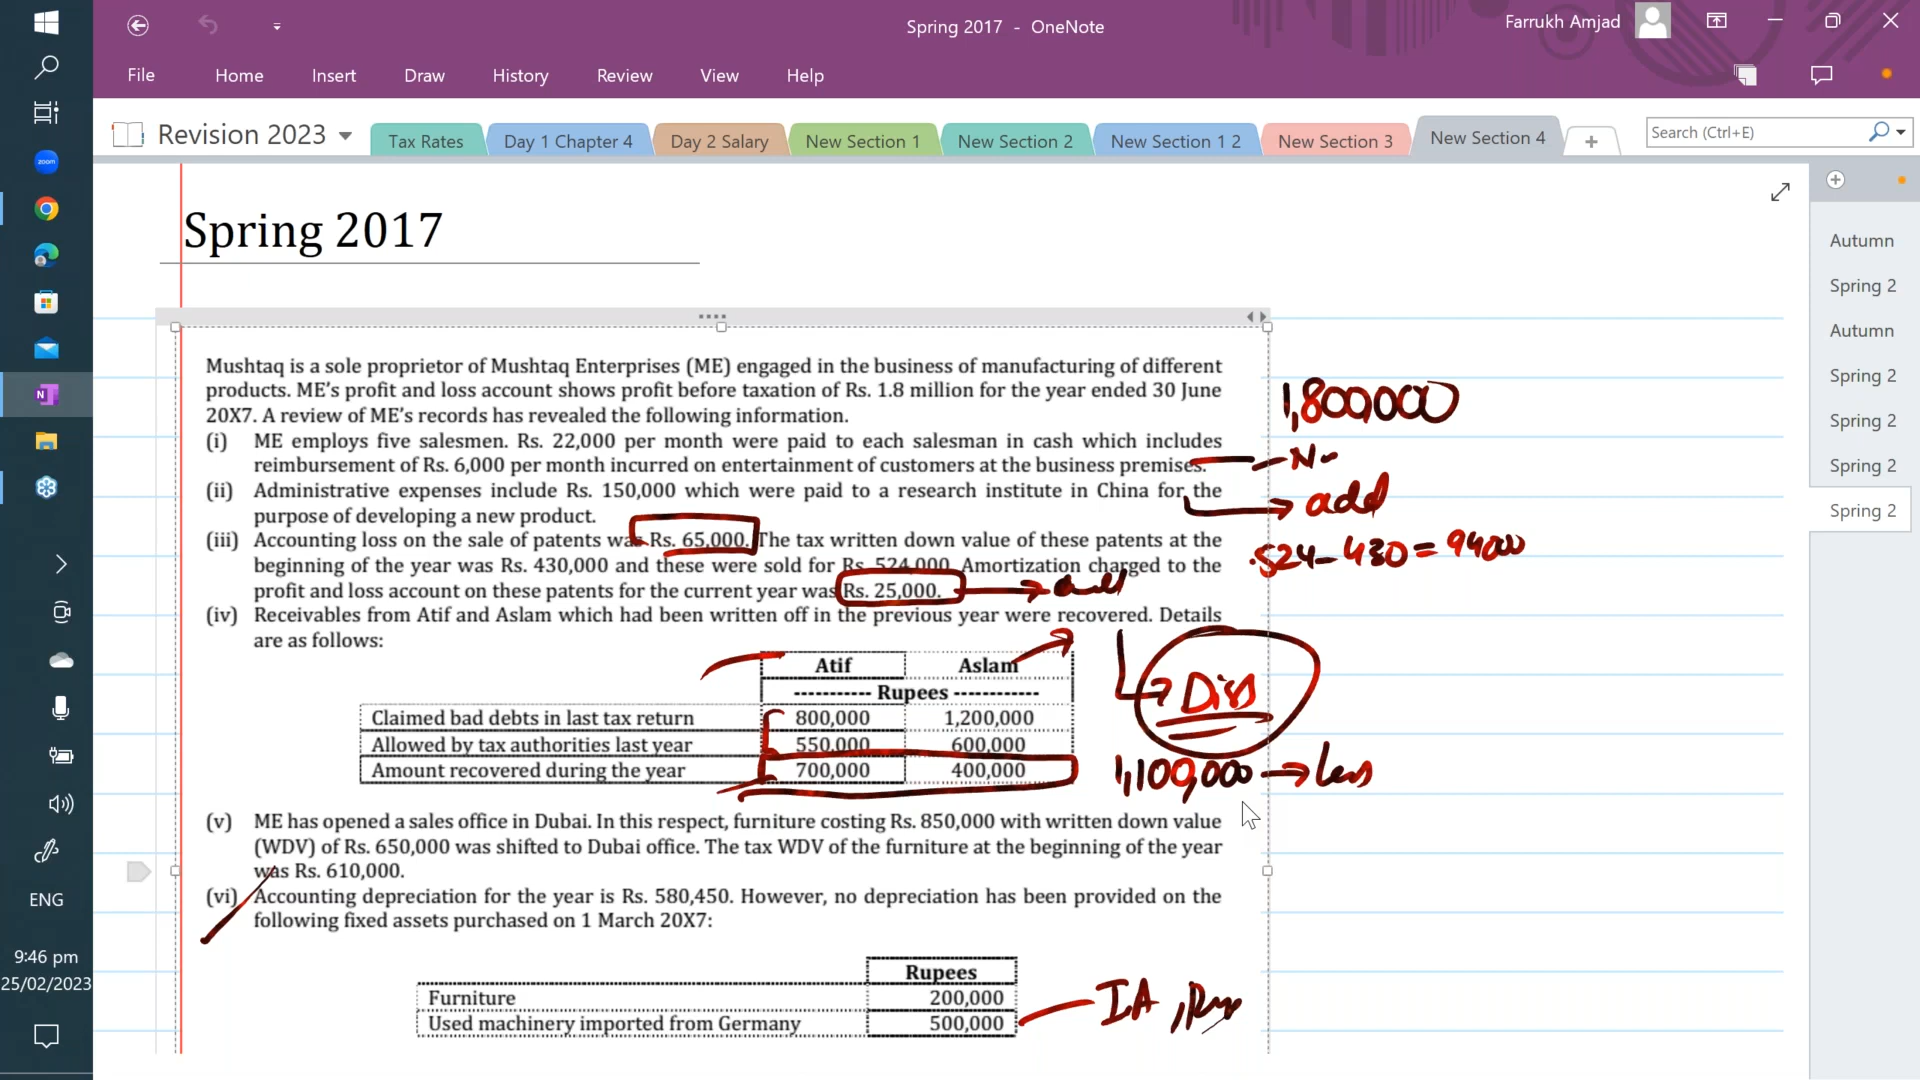 Spring 2017 - OneNote
Farrukh Amjad
File Home Insert Draw History Review View Help
Revision 2023
Tax Rates
Day 1 Chapter 4
Day 2 Salary
New Section 1
New Section 2
New Section 1 2
New Section 3
New Section 4
Search (Ctrl+E)
Autumn
Spring 2
Autumn
Spring 2
Spring 2
Spring 2
Spring 2
zoom
ENG
9:46 pm
25/02/2023
Spring 2017
Mushtaq is a sole proprietor of Mushtaq Enterprises (ME) engaged in the business of manufacturing of different
products. ME's profit and loss account shows profit before taxation of Rs. 1.8 million for the year ended 30 June
20X7. A review of ME's records has revealed the following information.
1,800,000
(i) ME employs five salesmen. Rs. 22,000 per month were paid to each salesman in cash which includes
reimbursement of Rs. 6,000 per month incurred on entertainment of customers at the business premises.
(ii) Administrative expenses include Rs. 150,000 which were paid to a research institute in China for the
purpose of developing a new product.
add
(iii) Accounting loss on the sale of patents was Rs. 65,000. The tax written down value of these patents at the
beginning of the year was Rs. 430,000 and these were sold for Rs. 524,000. Amortization charged to the
profit and loss account on these patents for the current year was Rs. 25,000.
524-430=94000
(iv) Receivables from Atif and Aslam which had been written off in the previous year were recovered. Details
are as follows:
Atif Aslam
---------- Rupees -----------
Claimed bad debts in last tax return 800,000 1,200,000
Allowed by tax authorities last year 550,000 600,000
Amount recovered during the year 700,000 400,000
Diss
1,100,000 Less
(v) ME has opened a sales office in Dubai. In this respect, furniture costing Rs. 850,000 with written down value
(WDV) of Rs. 650,000 was shifted to Dubai office. The tax WDV of the furniture at the beginning of the year
was Rs. 610,000.
(vi) Accounting depreciation for the year is Rs. 580,450. However, no depreciation has been provided on the
following fixed assets purchased on 1 March 20X7:
Rupees
Furniture 200,000
Used machinery imported from Germany 500,000
IA,